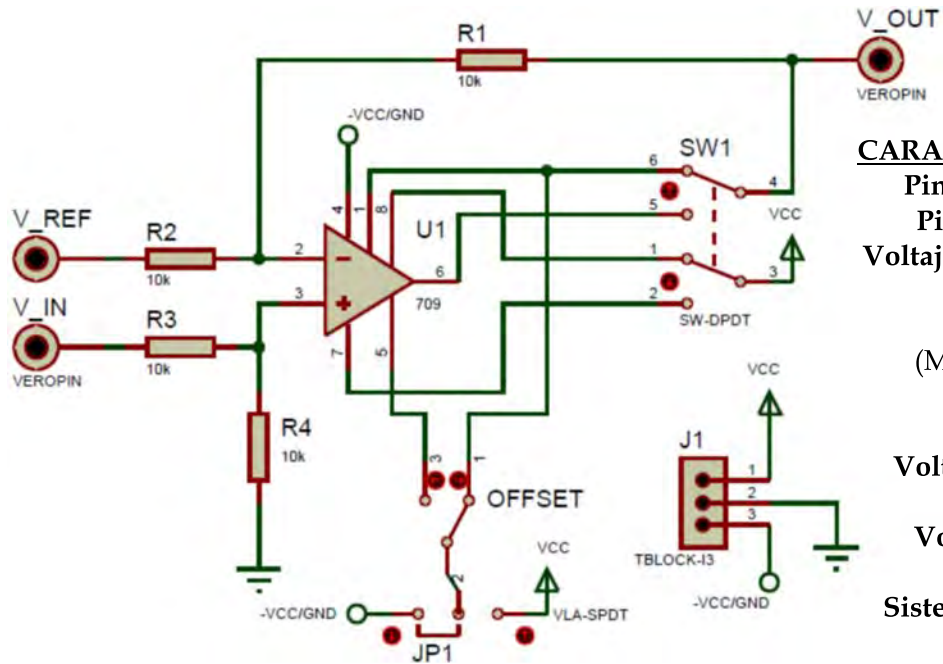 V_OUT
R1
10k
VEROPIN
-VCC/GND
CARA
SW1
6
4
VCC
5
1
3
2
SW-DPDT
Pin
Pi
Voltaj
V_REF
R2
10k
4
1
8
U1
2
6
3
709
7
5
V_IN
R3
VEROPIN
10k
(M
VCC
R4
10k
3
1
J1
1
2
3
OFFSET
Volt
TBLOCK-I3
Vo
VCC
2
-VCC/GND
VLA-SPDT
-VCC/GND
Siste
JP1